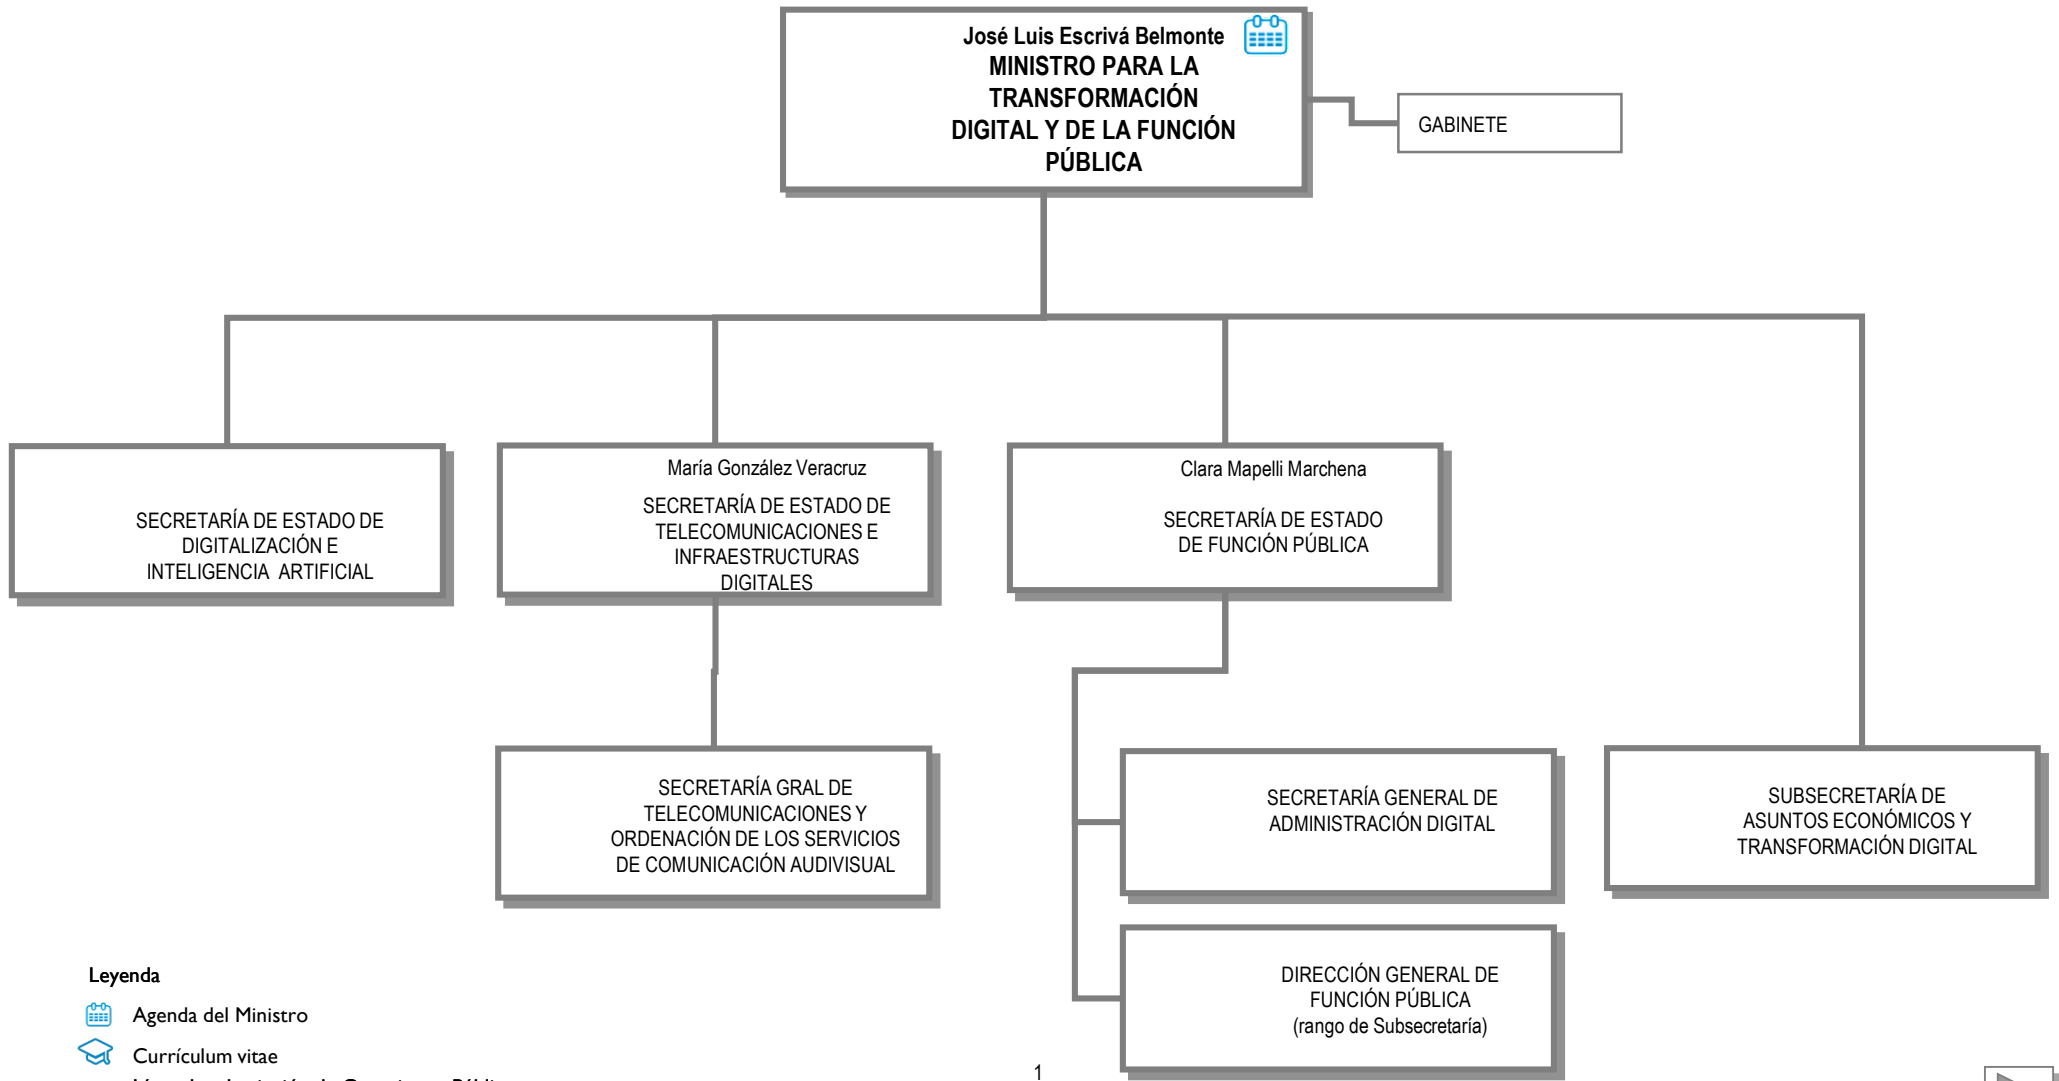 José Luis Escrivá Belmonte
MINISTRO PARA LA
TRANSFORMACIÓN
DIGITAL Y DE LA FUNCIÓN
PÚBLICA
GABINETE
SECRETARÍA DE ESTADO DE
DIGITALIZACIÓN E
INTELIGENCIA ARTIFICIAL
María González Veracruz
SECRETARÍA DE ESTADO DE
TELECOMUNICACIONES E
INFRAESTRUCTURAS
DIGITALES
Clara Mapelli Marchena
SECRETARÍA DE ESTADO
DE FUNCIÓN PÚBLICA
SECRETARÍA GRAL DE
TELECOMUNICACIONES Y
ORDENACIÓN DE LOS SERVICIOS
DE COMUNICACIÓN AUDIVISUAL
SECRETARÍA GENERAL DE
ADMINISTRACIÓN DIGITAL
SUBSECRETARÍA DE
ASUNTOS ECONÓMICOS Y
TRANSFORMACIÓN DIGITAL
DIRECCIÓN GENERAL DE
FUNCIÓN PÚBLICA
(rango de Subsecretaría)
Leyenda
Agenda del Ministro
Currículum vitae
1